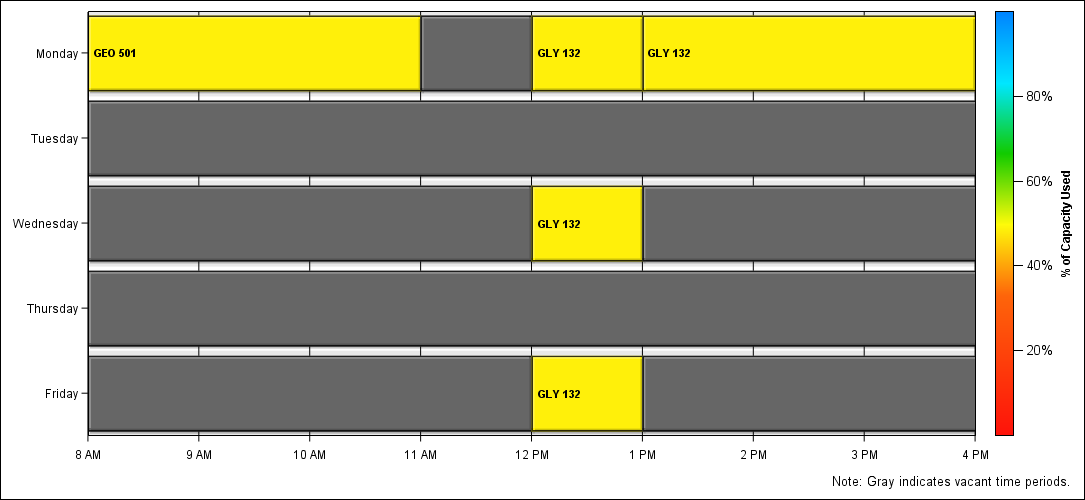 Monday
GEO 501
GLY 132
GLY 132
Tuesday
Wednesday
GLY 132
Thursday
Friday
GLY 132
8 AM 9 AM 10 AM 11 AM 12 PM 1 PM 2 PM 3 PM 4 PM
80%
60%
40%
20%
% of Capacity Used
Note: Gray indicates vacant time periods.